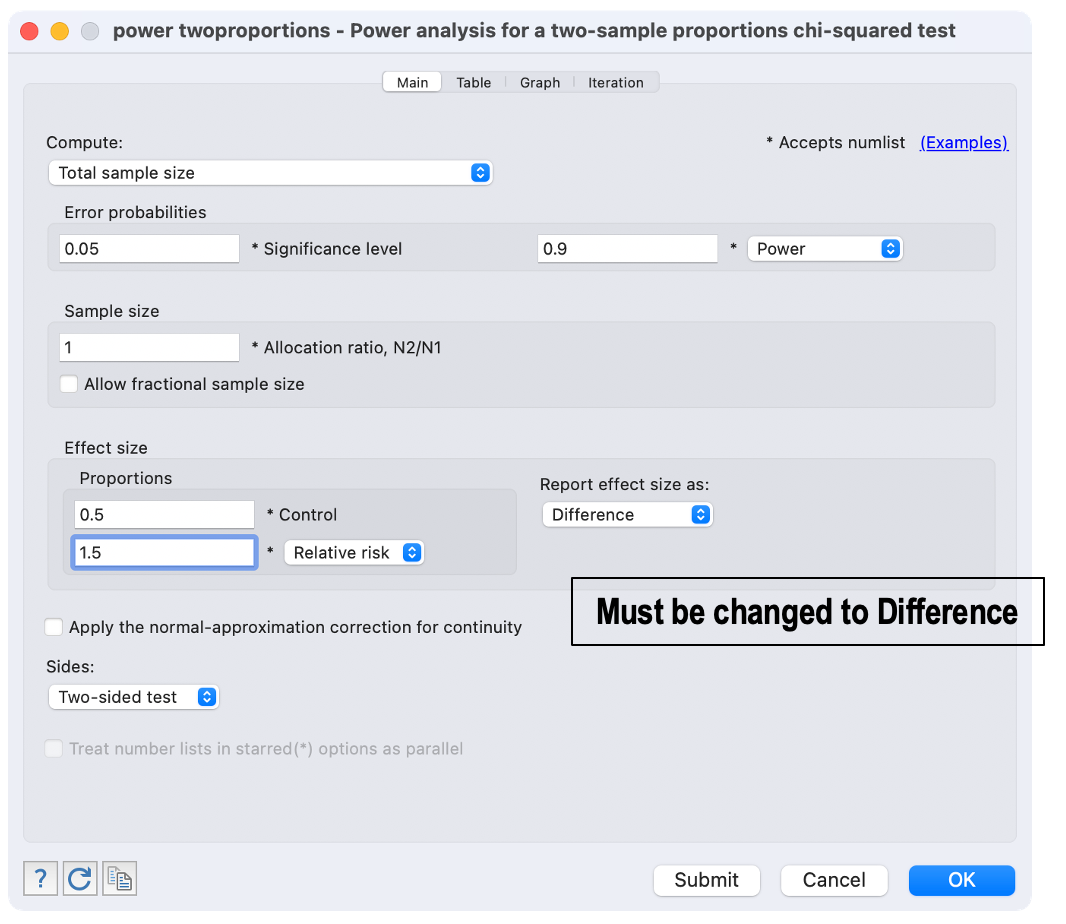 power twoproportions - Power analysis for a two-sample proportions chi-squared test
Main Table Graph Iteration
Compute:
* Accepts numlist (Examples)
Total sample size
Error probabilities
0.05 * Significance level 0.9 * Power
Sample size
1 * Allocation ratio, N2/N1
Allow fractional sample size
Effect size
Proportions
Report effect size as:
0.5 * Control
Difference
1.5 * Relative risk
Must be changed to Difference
Apply the normal-approximation correction for continuity
Sides:
Two-sided test
Treat number lists in starred(*) options as parallel
? Submit Cancel OK